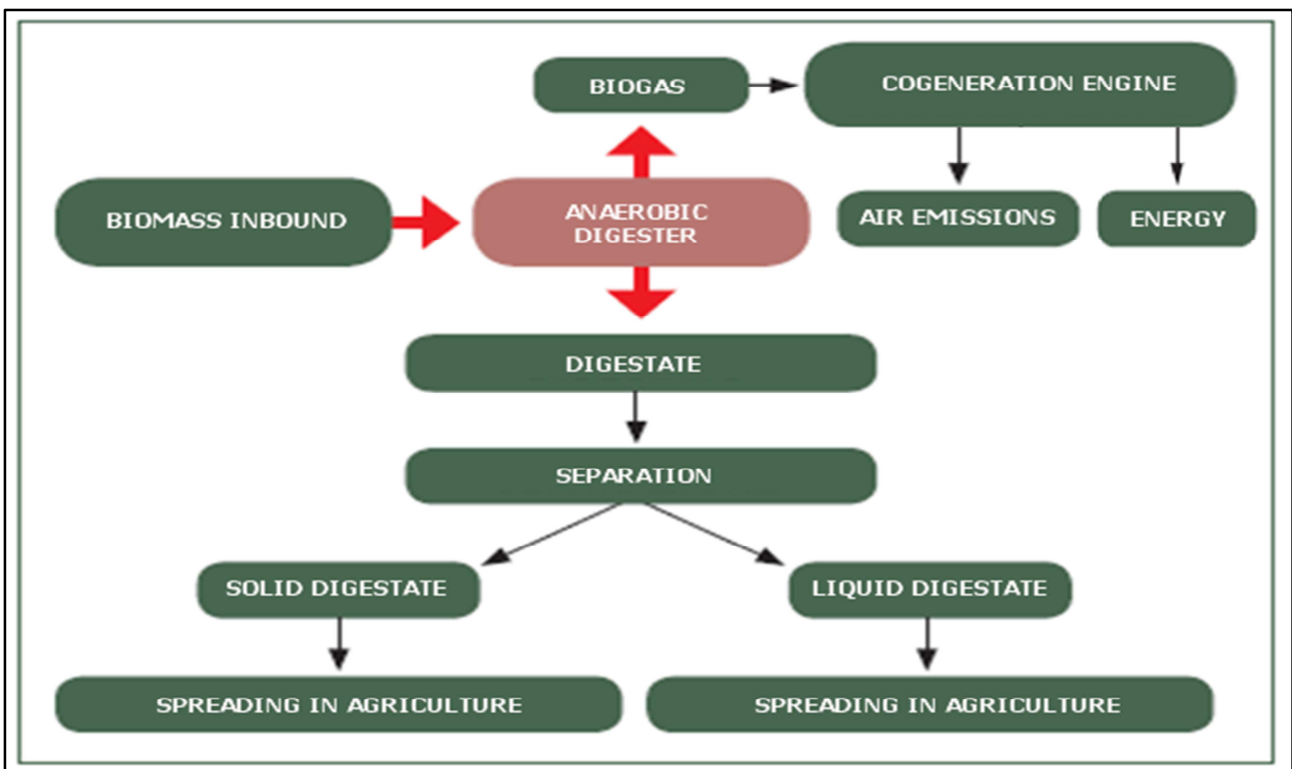 BIOGAS
COGENERATION ENGINE
BIOMASS INBOUND
ANAEROBIC
DIGESTER
AIR EMISSIONS
ENERGY
DIGESTATE
SEPARATION
SOLID DIGESTATE
LIQUID DIGESTATE
SPREADING IN AGRICULTURE
SPREADING IN AGRICULTURE